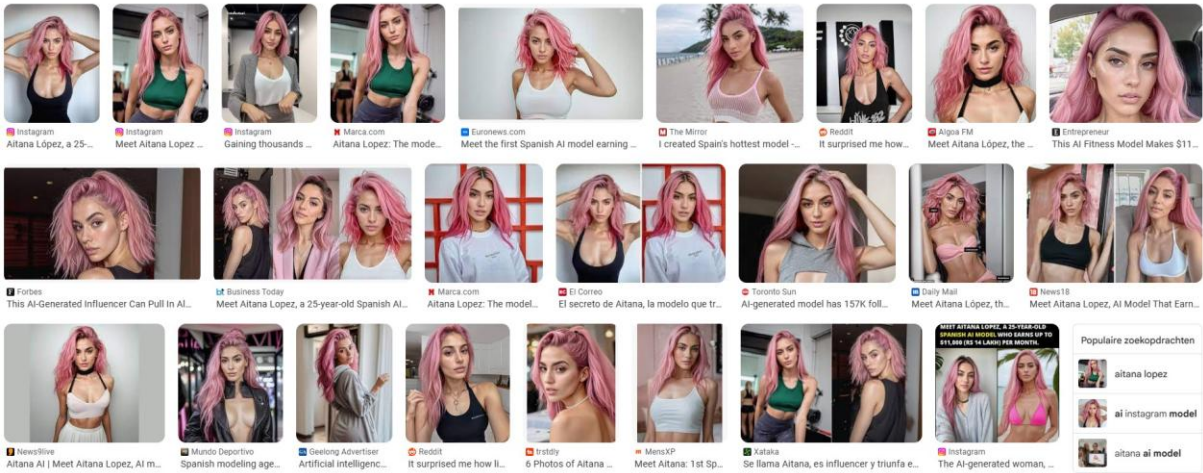 Instagram
Aitana López, a 25-...
Instagram
Meet Aitana Lopez ...
Instagram
Gaining thousands ...
Marca.com
Aitana Lopez: The mode...
Euronews.com
Meet the first Spanish AI model earning ...
The Mirror
I created Spain's hottest model -...
Reddit
It surprised me how...
Algoa FM
Meet Aitana López, the ...
Entrepreneur
This AI Fitness Model Makes $11...
Forbes
This AI-Generated Influencer Can Pull In Al...
Business Today
Meet Aitana Lopez, a 25-year-old Spanish AI...
Marca.com
Aitana Lopez: The model...
El Correo
El secreto de Aitana, la modelo que tr...
Toronto Sun
AI-generated model has 157K foll...
Daily Mail
Meet Aitana López, th...
News18
Meet Aitana Lopez, AI Model That Earn...
MEET AITANA LOPEZ, A 25-YEAR-OLD
SPANISH AI MODEL WHO EARNS UP TO
$11,000 (RS 14 LAKH) PER MONTH.
News9live
AI | Meet Aitana Lopez, AI m...
Mundo Deportivo
Spanish modeling age...
Geelong Advertiser
Artificial intelligenc...
Reddit
It surprised me how li...
trstdly
6 Photos of Aitana ...
MensXP
Meet Aitana: 1st Sp...
Xataka
Se llama Aitana, es influencer y triunfa e...
Instagram
The AI-generated woman, ...
Populaire zoekopdrachten
aitana lopez
ai instagram model
aitana ai model